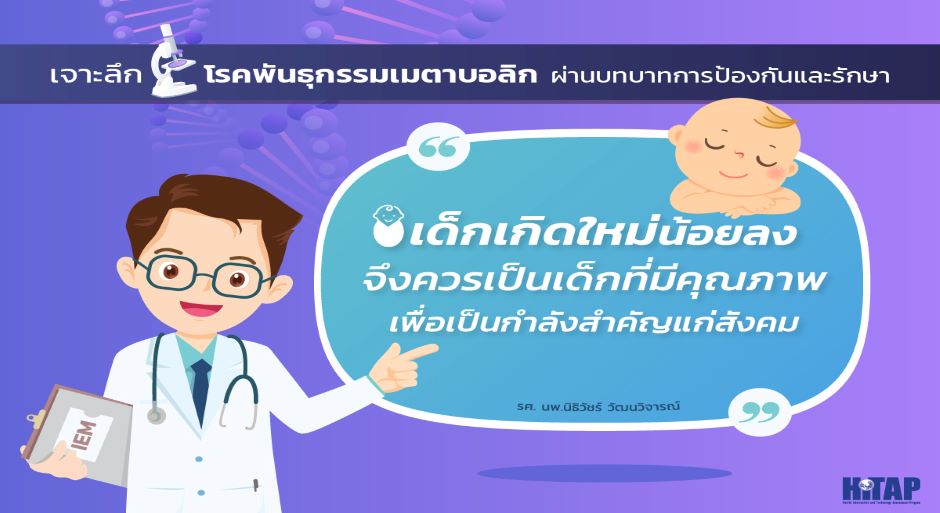 เจาะลึก โรคพันธุกรรมเมตาบอลิก ผ่านบทบาทการป้องกันและรักษา
เด็กเกิดใหม่น้อยลง
จึงควรเป็นเด็กที่มีคุณภาพ
เพื่อเป็นกำลังสำคัญแก่สังคม
รศ. นพ.นิธิวัชร์ วัฒนวิจารณ์
IEM
HITAP